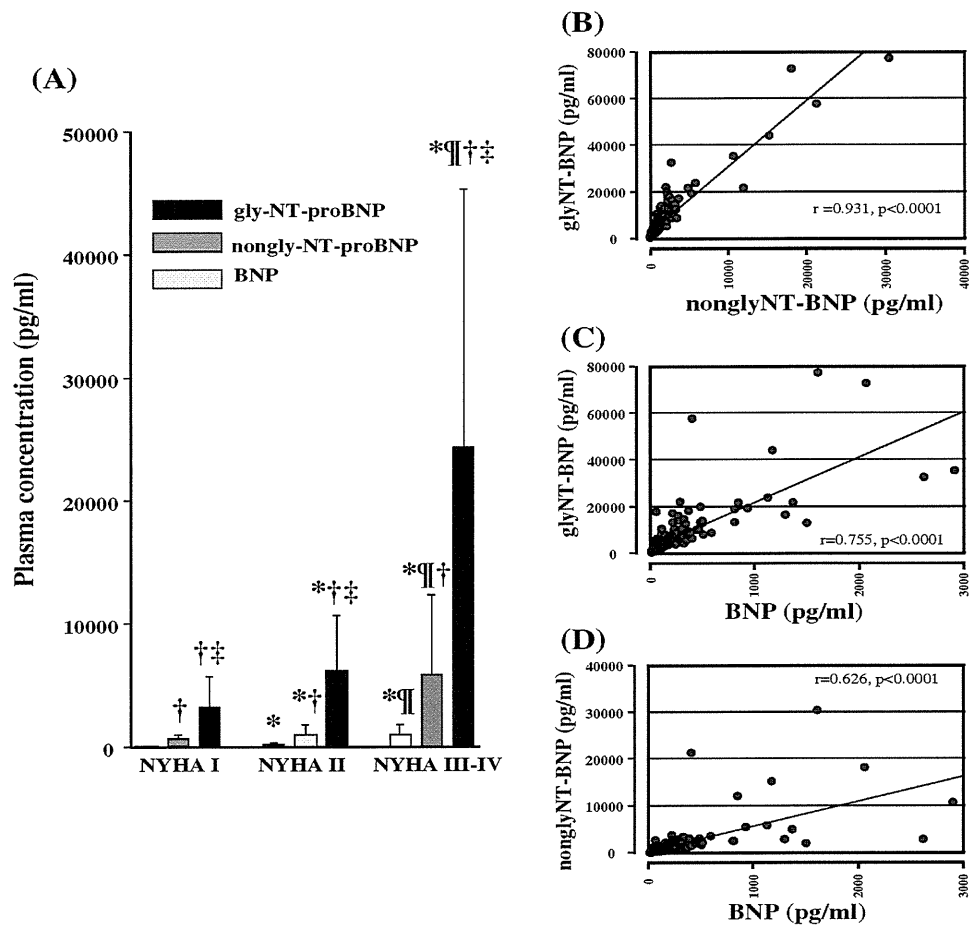 (A)
Plasma concentration (pg/ml)
50000
40000
30000
20000
10000
0
gly-NT-proBNP
nongly-NT-proBNP
BNP
†
†‡
*
*†
*†‡
*¶
*¶†
*¶†‡
NYHA I
NYHA II
NYHA III-IV
(B)
glyNT-BNP (pg/ml)
80000
60000
40000
20000
0
r =0.931, p<0.0001
0
10000
20000
30000
40000
nonglyNT-BNP (pg/ml)
(C)
glyNT-BNP (pg/ml)
80000
60000
40000
20000
0
r=0.755, p<0.0001
0
1000
2000
3000
BNP (pg/ml)
(D)
nonglyNT-BNP (pg/ml)
40000
30000
20000
10000
0
r=0.626, p<0.0001
0
1000
2000
3000
BNP (pg/ml)